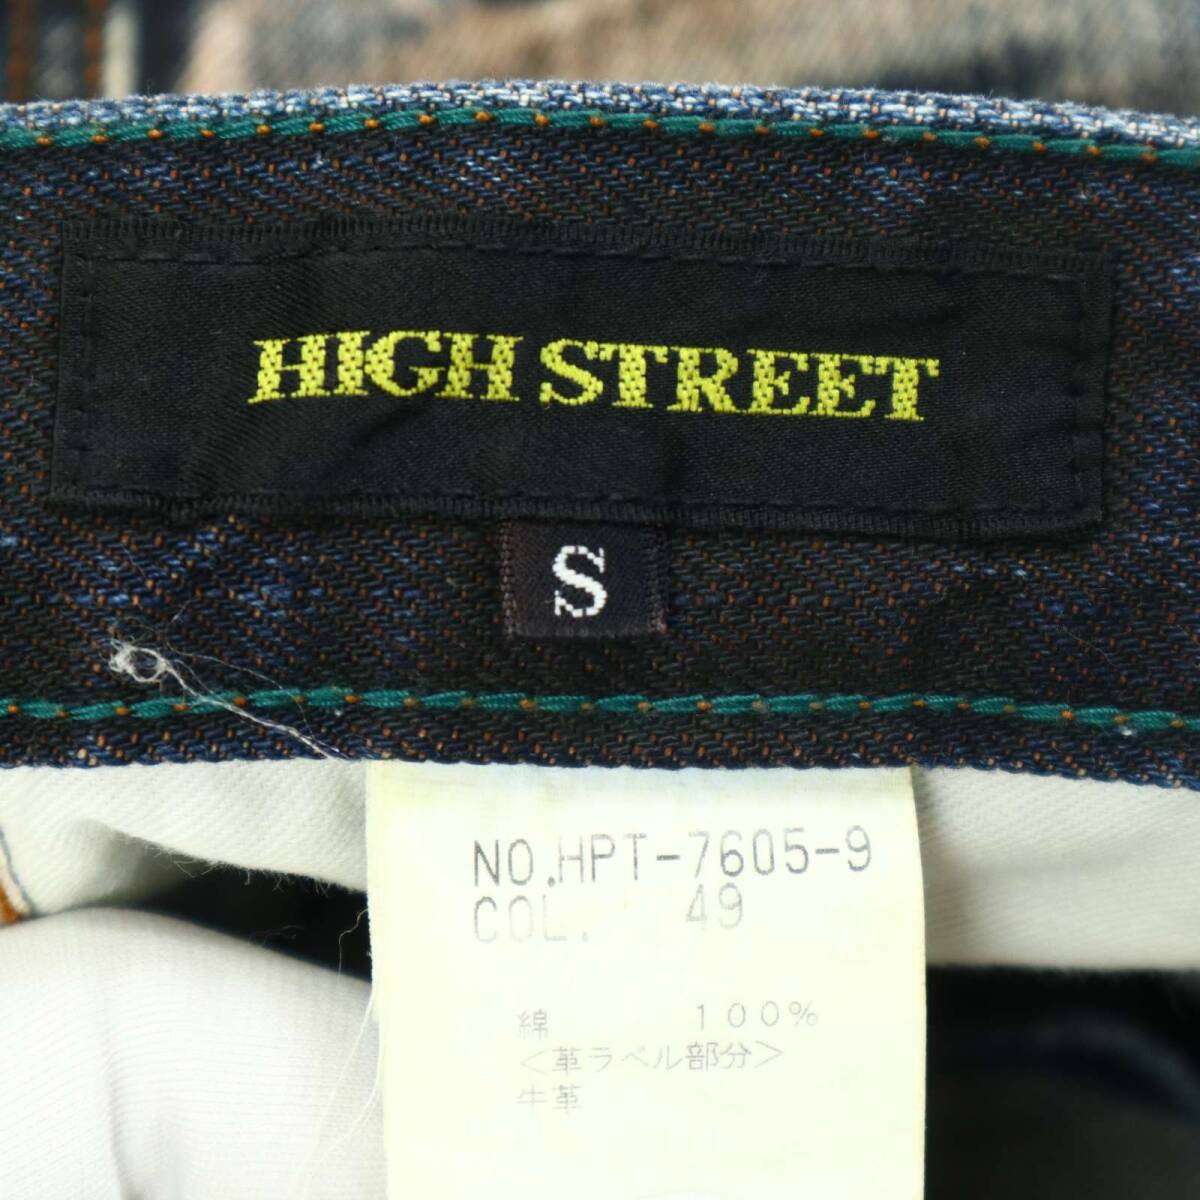 HIGH STREET
S
NO.HPT-7605-9
COL. 49
綿 100%
<革ラベル部分>
牛革